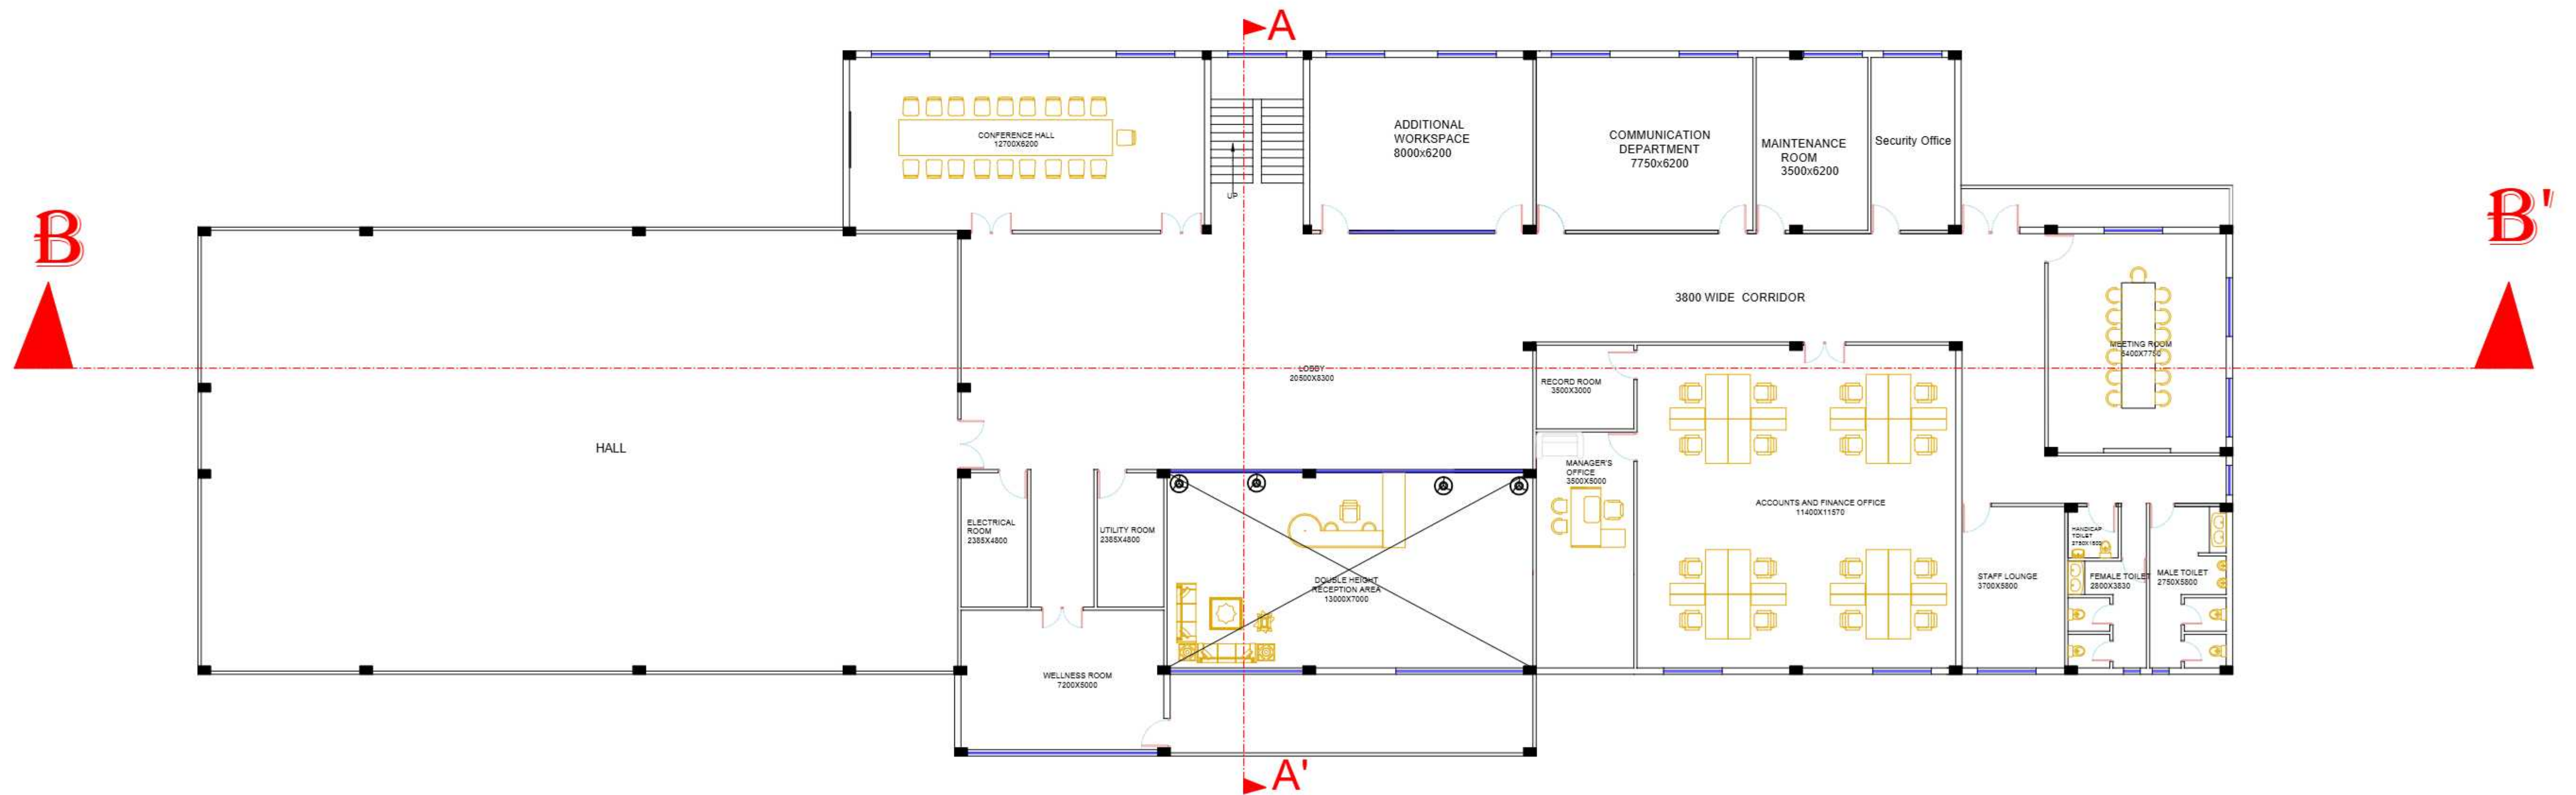 A
CONFERENCE HALL
12700X6200
ADDITIONAL
WORKSPACE
8000x6200
COMMUNICATION
DEPARTMENT
7750x6200
MAINTENANCE
ROOM
3500x6200
Security Office
UP
B
B'
3800 WIDE CORRIDOR
LOBBY
20500X8300
HALL
RECORD ROOM
3500X3000
MEETING ROOM
6400X7750
MANAGER'S
OFFICE
3500X5000
ACCOUNTS AND FINANCE OFFICE
11400X11570
ELECTRICAL
ROOM
2385X4800
UTILITY ROOM
2385X4800
DOUBLE HEIGHT
RECEPTION AREA
13000X7000
HANDICAP
TOILET
STAFF LOUNGE
3700X5800
FEMALE TOILET
2800X3830
MALE TOILET
2750X5800
WELLNESS ROOM
7200X5000
A'